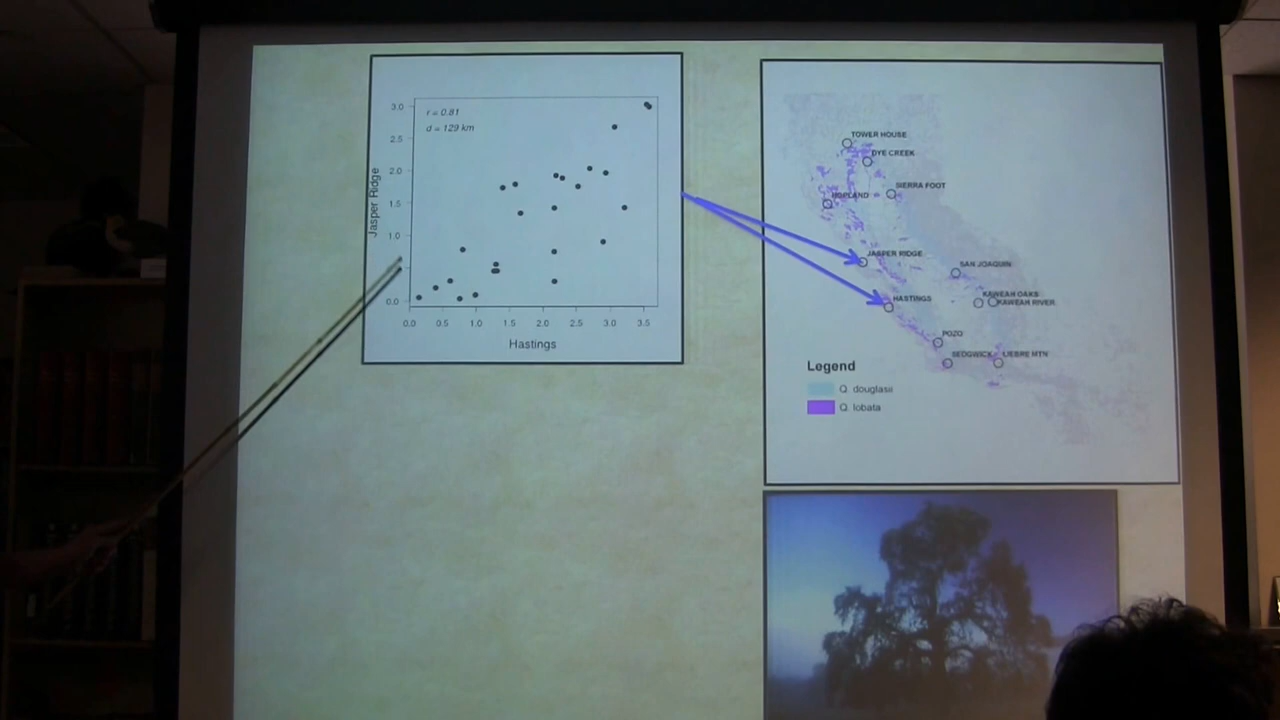 r = 0.81
d = 129 km
Jasper Ridge
3.0
2.5
2.0
1.5
1.0
0.0
0.0 0.5 1.0 1.5 2.0 2.5 3.0 3.5
Hastings
TOWER HOUSE
DYE CREEK
SIERRA FOOT
HOPLAND
JASPER RIDGE
SAN JOAQUIN
HASTINGS
KAWEAH OAKS
KAWEAH RIVER
POZO
SEDGWICK
LIEBRE MTN
Legend
Q. douglasii
Q. lobata